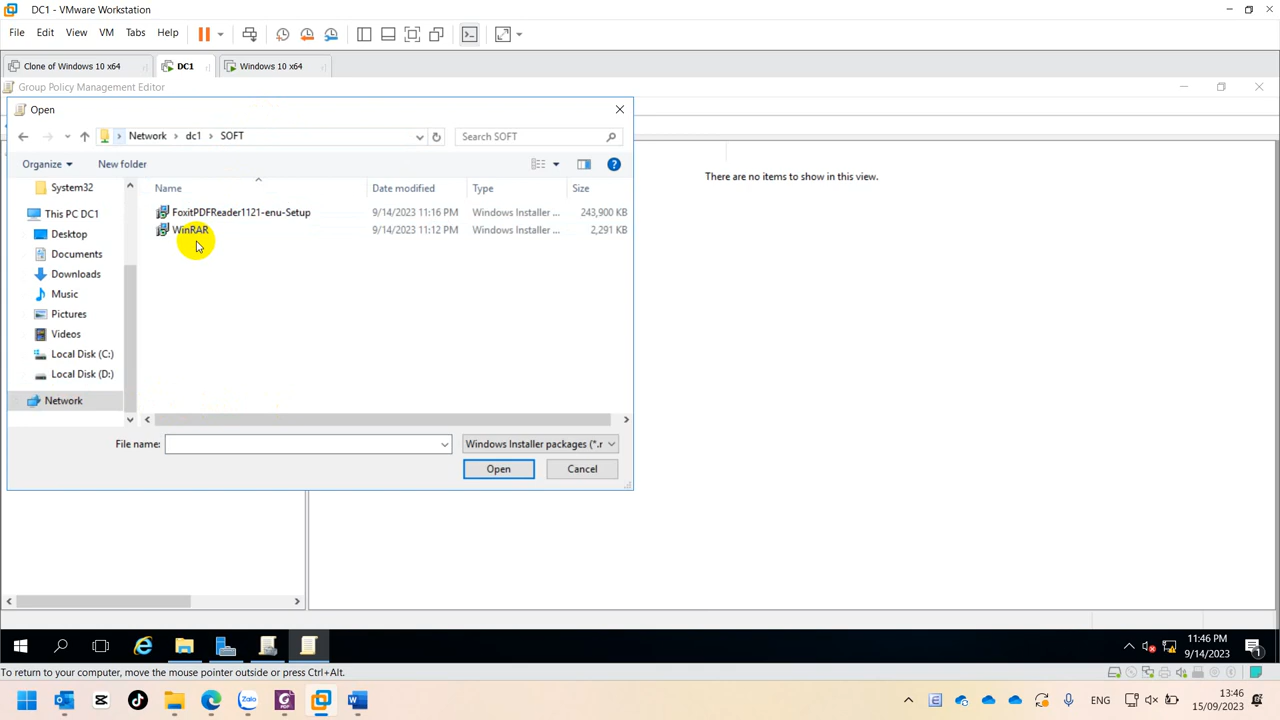 DC1 - VMware Workstation
File Edit View VM Tabs Help
Clone of Windows 10 x64
DC1
Windows 10 x64
Group Policy Management Editor
Open
Network > dc1 > SOFT
Search SOFT
Organize
New folder
Name
Date modified
Type
Size
System32
This PC DC1
Desktop
Documents
Downloads
Music
Pictures
Videos
Local Disk (C:)
Local Disk (D:)
Network
FoxitPDFReader1121-enu-Setup 9/14/2023 11:16 PM Windows Installer ... 243,900 KB
WinRAR 9/14/2023 11:12 PM Windows Installer ... 2,291 KB
There are no items to show in this view.
File name:
Windows Installer packages (*.r
Open
Cancel
11:46 PM
9/14/2023
To return to your computer, move the mouse pointer outside or press Ctrl+Alt.
Zalo
PDF
ENG
13:46
15/09/2023